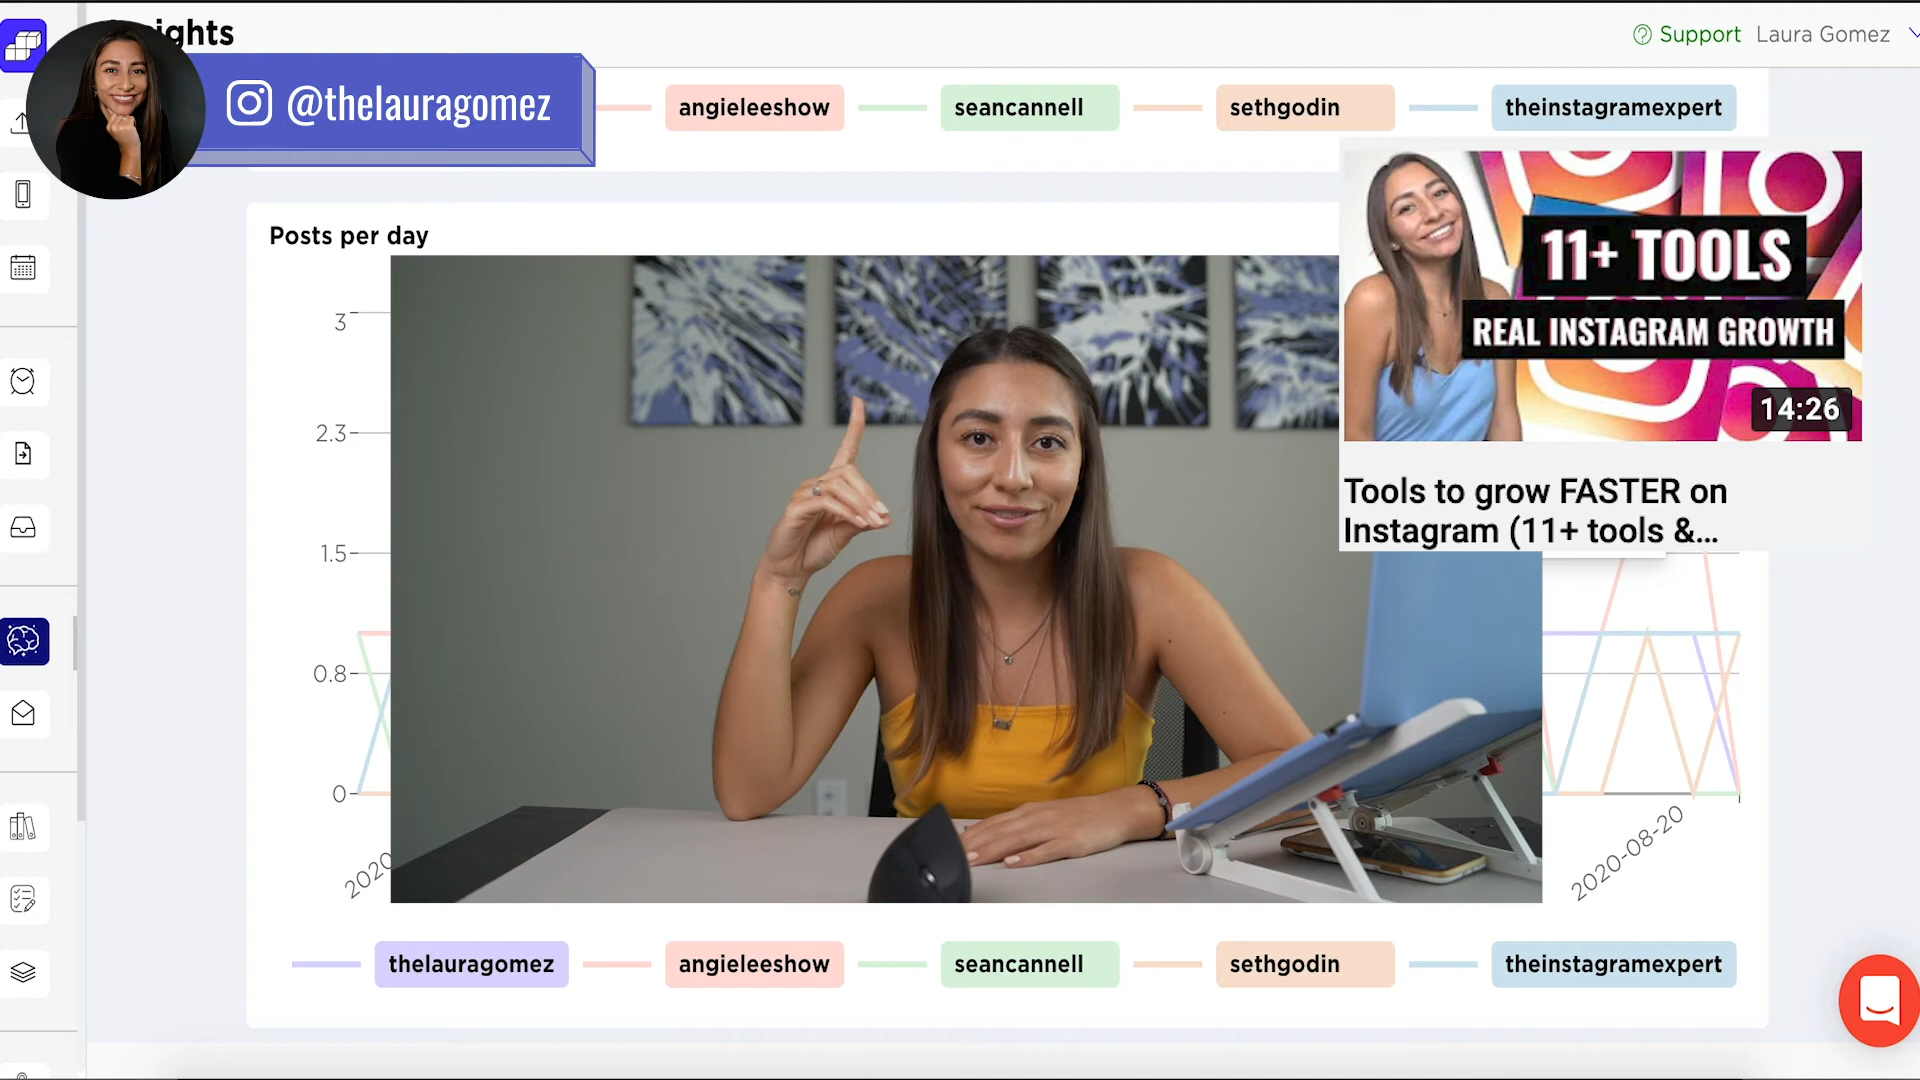 ights
Support Laura Gomez
@thelauragomez
angieleeshow seancannell sethgodin theinstagramexpert
Posts per day
11+ TOOLS
REAL INSTAGRAM GROWTH
14:26
Tools to grow FASTER on
Instagram (11+ tools &...
3
2.3
1.5
0.8
0
2020
2020-08-20
thelauragomez angieleeshow seancannell sethgodin theinstagramexpert